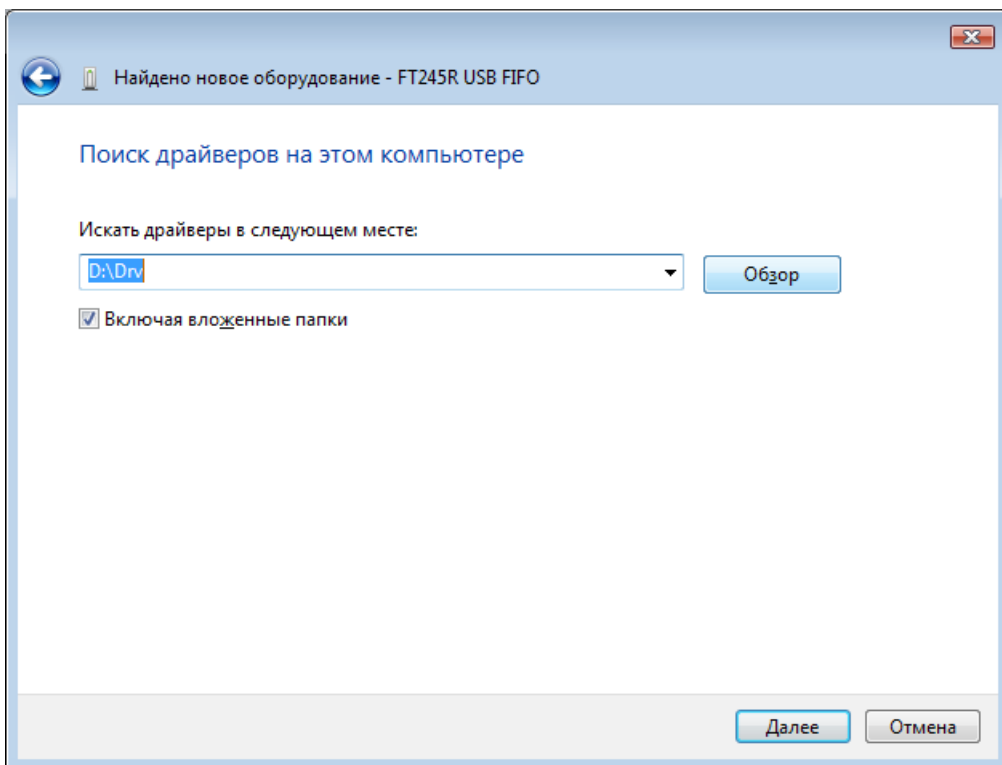 Найдено новое оборудование - FT245R USB FIFO
Поиск драйверов на этом компьютере
Искать драйверы в следующем месте:
D:\Drv
Обзор
Включая вложенные папки
Далее
Отмена